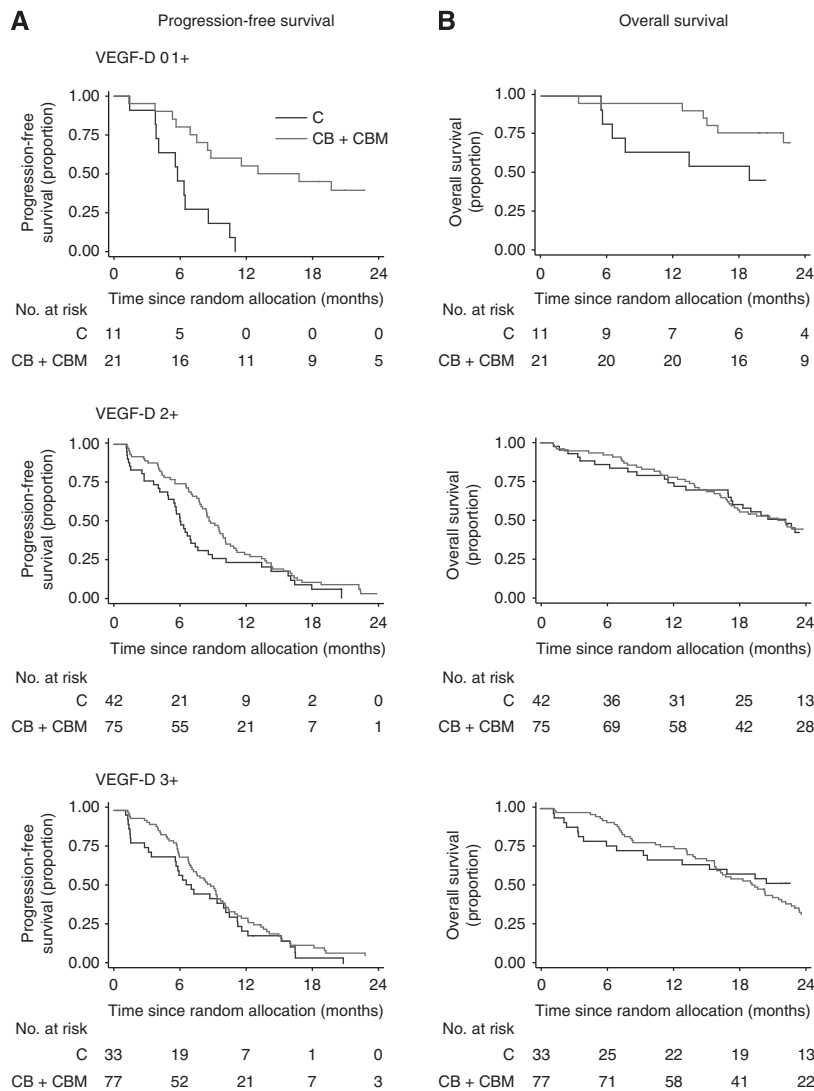 A Progression-free survival
B Overall survival
VEGF-D 0 1+
Progression-free survival (proportion)
1.00
0.75
0.50
0.25
0.00
C
CB + CBM
0 6 12 18 24
Time since random allocation (months)
No. at risk
C 11 5 0 0 0
CB + CBM 21 16 11 9 5
Overall survival (proportion)
1.00
0.75
0.50
0.25
0.00
0 6 12 18 24
Time since random allocation (months)
No. at risk
C 11 9 7 6 4
CB + CBM 21 20 20 16 9
VEGF-D 2+
Progression-free survival (proportion)
1.00
0.75
0.50
0.25
0.00
0 6 12 18 24
Time since random allocation (months)
No. at risk
C 42 21 9 2 0
CB + CBM 75 55 21 7 1
Overall survival (proportion)
1.00
0.75
0.50
0.25
0.00
0 6 12 18 24
Time since random allocation (months)
No. at risk
C 42 36 31 25 13
CB + CBM 75 69 58 42 28
VEGF-D 3+
Progression-free survival (proportion)
1.00
0.75
0.50
0.25
0.00
0 6 12 18 24
Time since random allocation (months)
No. at risk
C 33 19 7 1 0
CB + CBM 77 52 21 7 3
Overall survival (proportion)
1.00
0.75
0.50
0.25
0.00
0 6 12 18 24
Time since random allocation (months)
No. at risk
C 33 25 22 19 13
CB + CBM 77 71 58 41 22